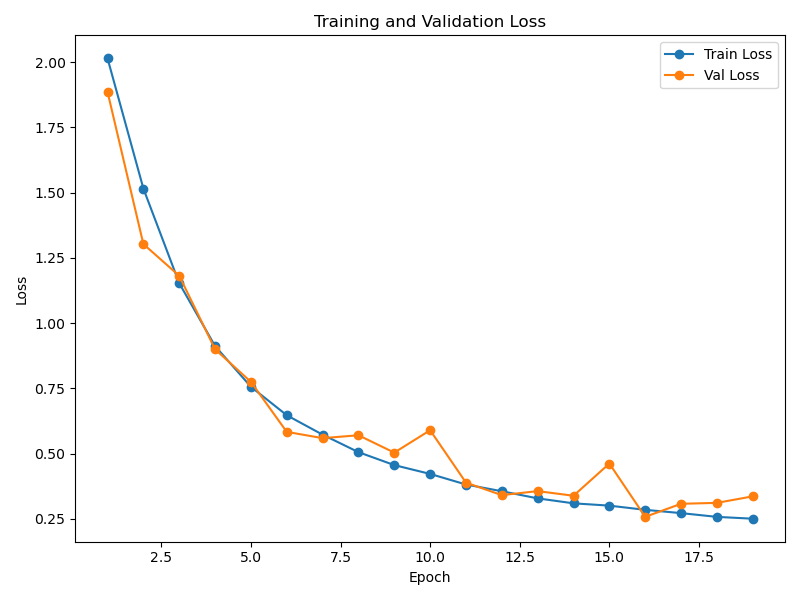 Training and Validation Loss
Train Loss
Val Loss
2.00
1.75
1.50
1.25
1.00
0.75
0.50
0.25
Loss
2.5 5.0 7.5 10.0 12.5 15.0 17.5
Epoch